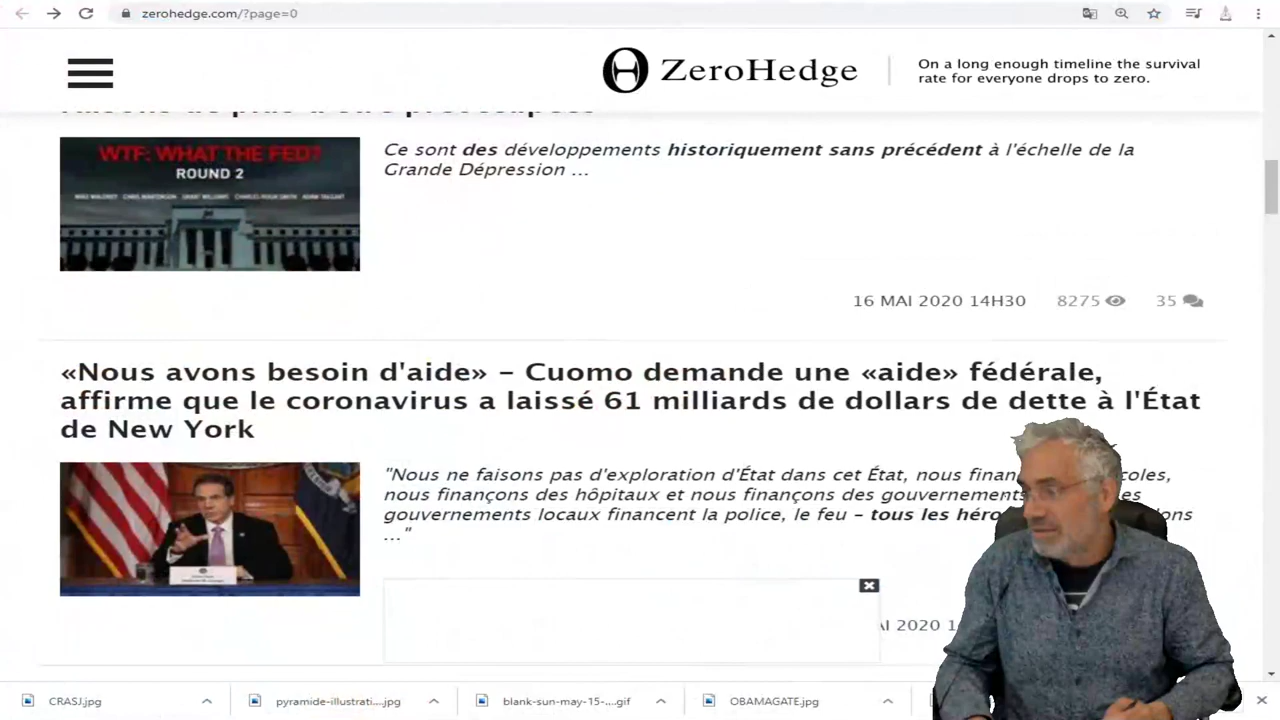 zerohedge.com/?page=0
ZeroHedge
On a long enough timeline the survival
rate for everyone drops to zero.
WTF: WHAT THE FED?
ROUND 2
Ce sont des développements historiquement sans précédent à l'échelle de la
Grande Dépression ...
16 MAI 2020 14H30 8275 35
«Nous avons besoin d'aide» – Cuomo demande une «aide» fédérale,
affirme que le coronavirus a laissé 61 milliards de dollars de dette à l'État
de New York
"Nous ne faisons pas d'exploration d'État dans cet État, nous
nous finançons des hôpitaux et nous finançons des gouvernements
gouvernements locaux financent la police, le feu – tous les
..."
2020
CRASJ.jpg pyramide-illustrati....jpg blank-sun-may-15-....gif OBAMAGATE.jpg